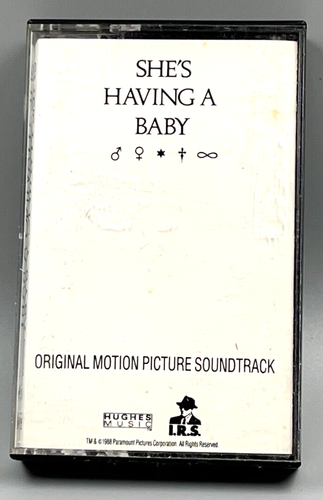 SHE'S
HAVING A
BABY
♂ ♀ ✶ † ∞
ORIGINAL MOTION PICTURE SOUNDTRACK
HUGHES
MUSIC
I.R.S.
TM & © 1988 Paramount Pictures Corporation. All Rights Reserved.